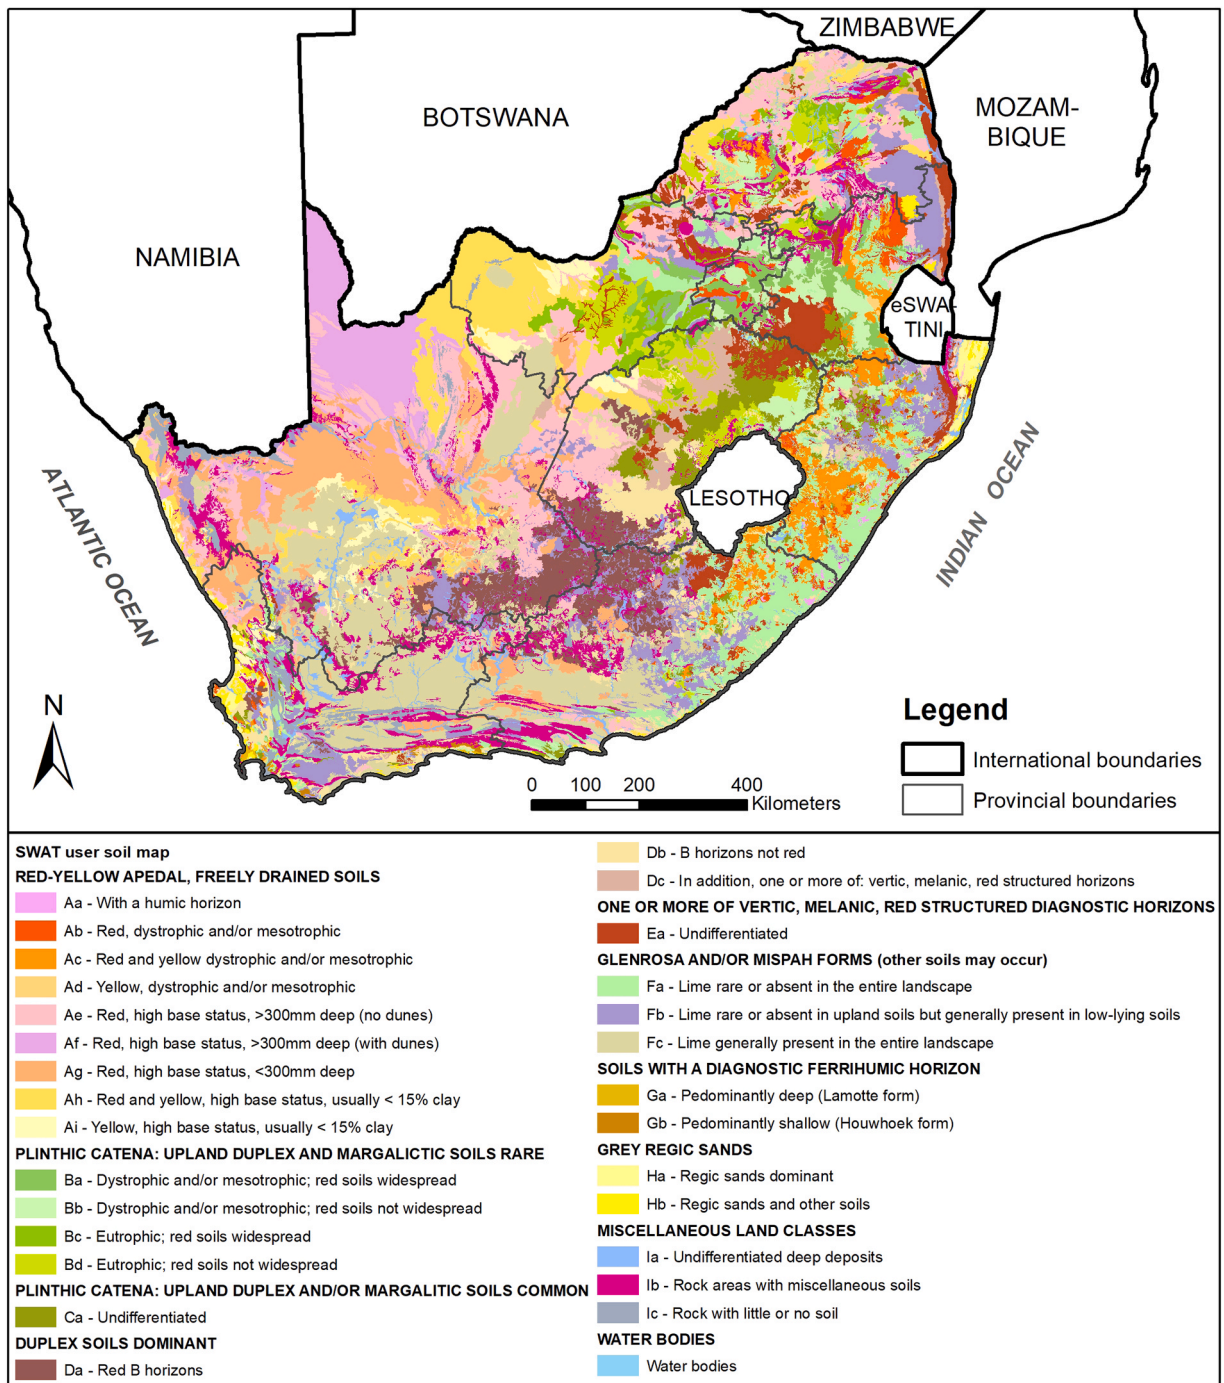 ZIMBABWE
BOTSWANA
MOZAM-
BIQUE
NAMIBIA
eSWA-
TINI
LESOTHO
ATLANTIC OCEAN
INDIAN OCEAN
N
Legend
International boundaries
Provincial boundaries
0 100 200 400
Kilometers
SWAT user soil map
RED-YELLOW APEDAL, FREELY DRAINED SOILS
Aa - With a humic horizon
Ab - Red, dystrophic and/or mesotrophic
Ac - Red and yellow dystrophic and/or mesotrophic
Ad - Yellow, dystrophic and/or mesotrophic
Ae - Red, high base status, >300mm deep (no dunes)
Af - Red, high base status, >300mm deep (with dunes)
Ag - Red, high base status, <300mm deep
Ah - Red and yellow, high base status, usually < 15% clay
Ai - Yellow, high base status, usually < 15% clay
PLINTHIC CATENA: UPLAND DUPLEX AND MARGALICTIC SOILS RARE
Ba - Dystrophic and/or mesotrophic; red soils widespread
Bb - Dystrophic and/or mesotrophic; red soils not widespread
Bc - Eutrophic; red soils widespread
Bd - Eutrophic; red soils not widespread
PLINTHIC CATENA: UPLAND DUPLEX AND/OR MARGALITIC SOILS COMMON
Ca - Undifferentiated
DUPLEX SOILS DOMINANT
Da - Red B horizons
Db - B horizons not red
Dc - In addition, one or more of: vertic, melanic, red structured horizons
ONE OR MORE OF VERTIC, MELANIC, RED STRUCTURED DIAGNOSTIC HORIZONS
Ea - Undifferentiated
GLENROSA AND/OR MISPAH FORMS (other soils may occur)
Fa - Lime rare or absent in the entire landscape
Fb - Lime rare or absent in upland soils but generally present in low-lying soils
Fc - Lime generally present in the entire landscape
SOILS WITH A DIAGNOSTIC FERRIHUMIC HORIZON
Ga - Pedominantly deep (Lamotte form)
Gb - Pedominantly shallow (Houwhoek form)
GREY REGIC SANDS
Ha - Regic sands dominant
Hb - Regic sands and other soils
MISCELLANEOUS LAND CLASSES
Ia - Undifferentiated deep deposits
Ib - Rock areas with miscellaneous soils
Ic - Rock with little or no soil
WATER BODIES
Water bodies